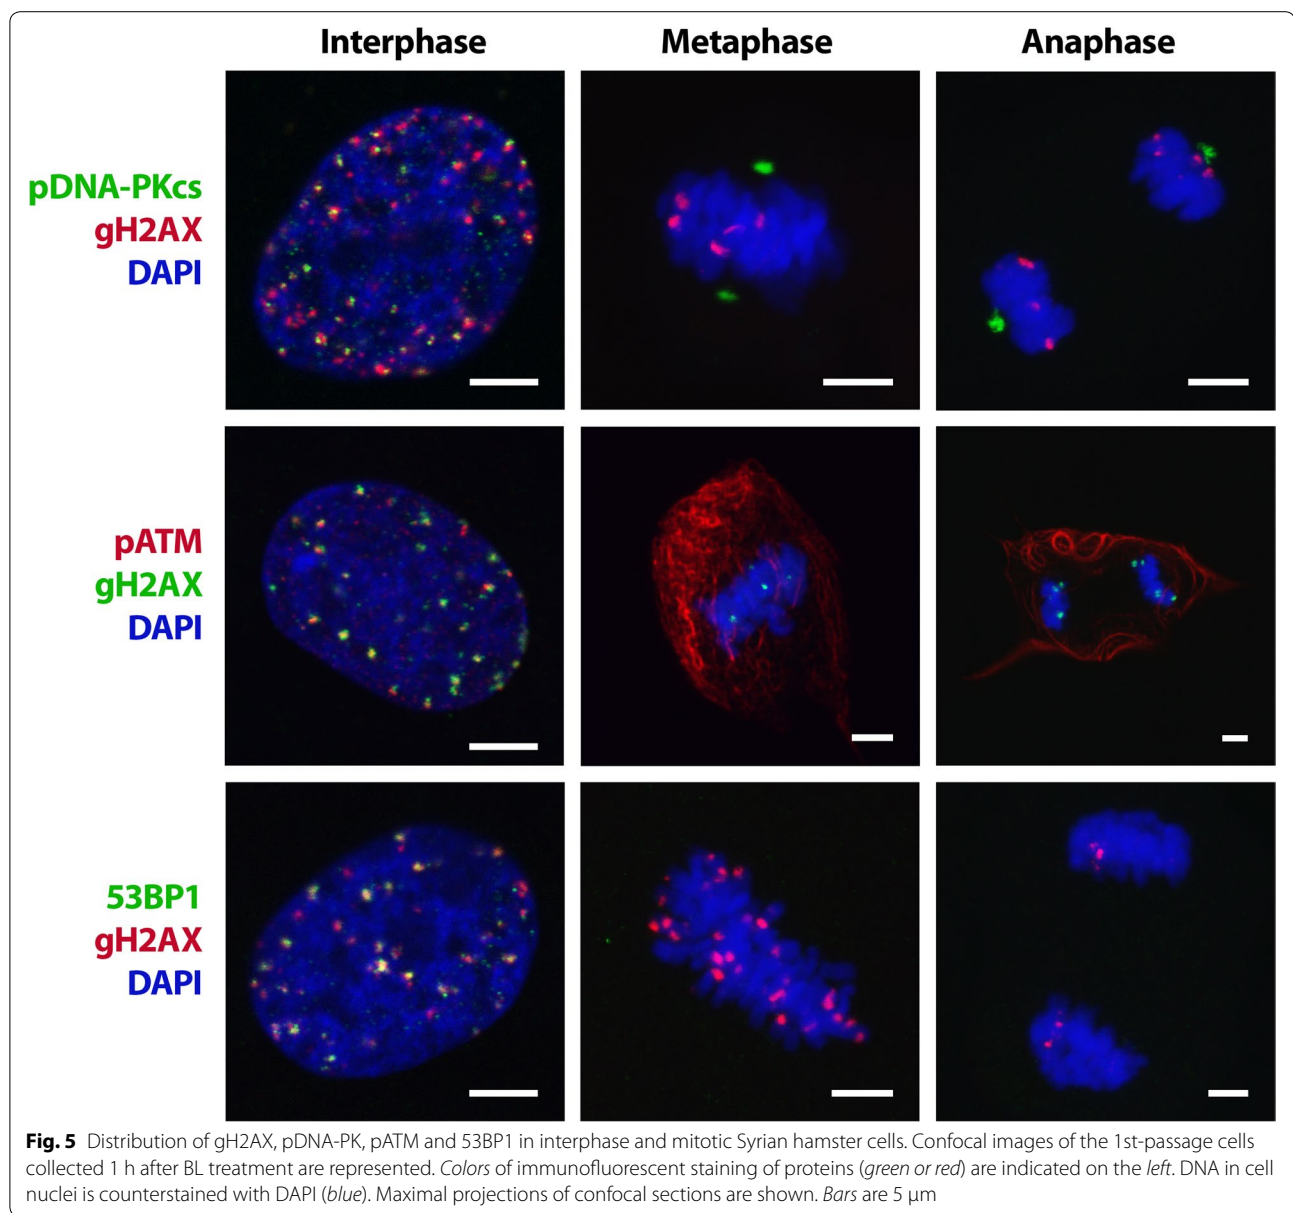 Interphase
Metaphase
Anaphase
pDNA-PKcs
gH2AX
DAPI
pATM
gH2AX
DAPI
53BP1
gH2AX
DAPI
Fig. 5 Distribution of gH2AX, pDNA-PK, pATM and 53BP1 in interphase and mitotic Syrian hamster cells. Confocal images of the 1st-passage cells
collected 1 h after BL treatment are represented. Colors of immunofluorescent staining of proteins (green or red) are indicated on the left. DNA in cell
nuclei is counterstained with DAPI (blue). Maximal projections of confocal sections are shown. Bars are 5 μm